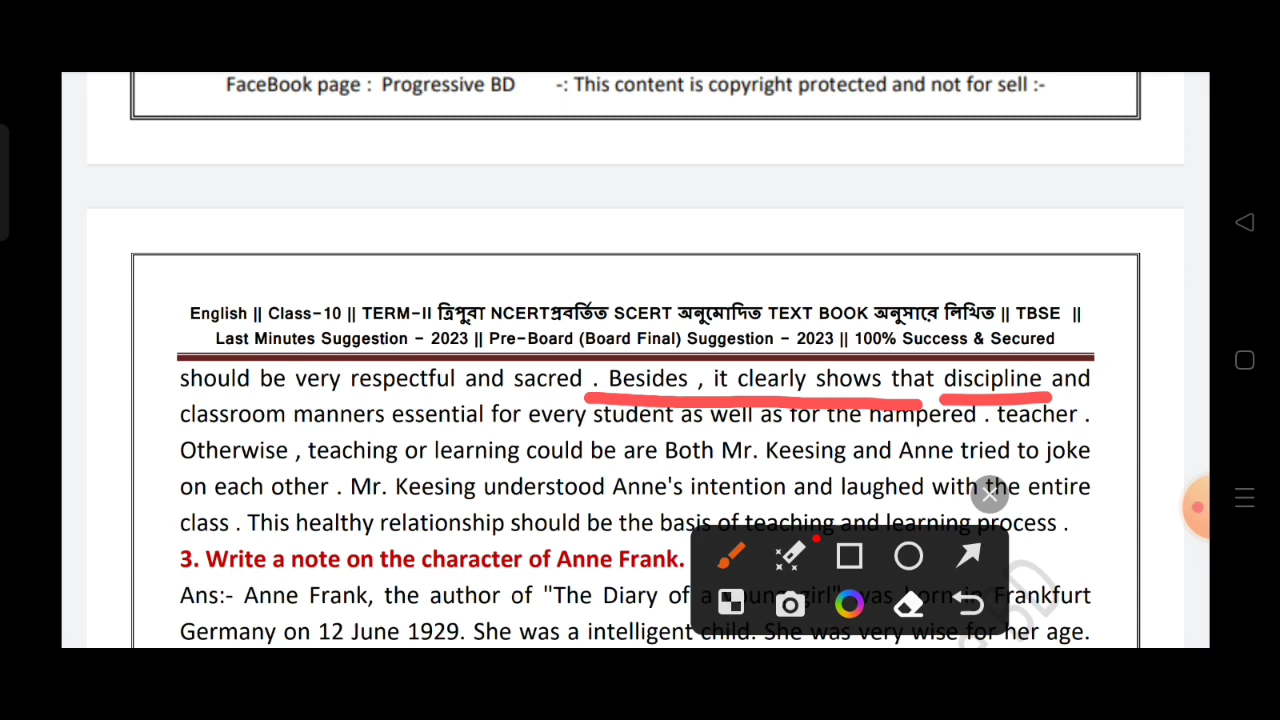 FaceBook page : Progressive BD -: This content is copyright protected and not for sell :-
English || Class-10 || TERM-II ত্রিপুরা NCERTপ্রবর্তিত SCERT অনুমোদিত TEXT BOOK অনুসারে লিখিত || TBSE ||
Last Minutes Suggestion - 2023 || Pre-Board (Board Final) Suggestion - 2023 || 100% Success & Secured
should be very respectful and sacred . Besides , it clearly shows that discipline and
classroom manners essential for every student as well as for the hampered . teacher .
Otherwise , teaching or learning could be are Both Mr. Keesing and Anne tried to joke
on each other . Mr. Keesing understood Anne's intention and laughed with the entire
class . This healthy relationship should be the basis of teaching and learning process .
3. Write a note on the character of Anne Frank.
Ans:- Anne Frank, the author of "The Diary of a young girl" was born in Frankfurt
Germany on 12 June 1929. She was a intelligent child. She was very wise for her age.
BD